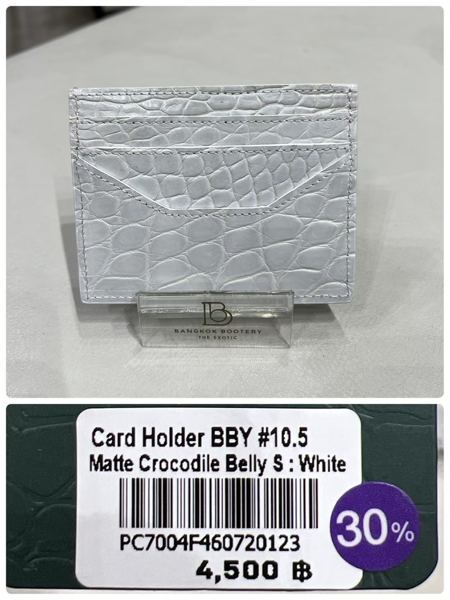 B
BANGKOK BOOTERY
THE EXOTIC
Card Holder BBY #10.5
Matte Crocodile Belly S : White
PC7004F460720123
4,500 ฿
30%